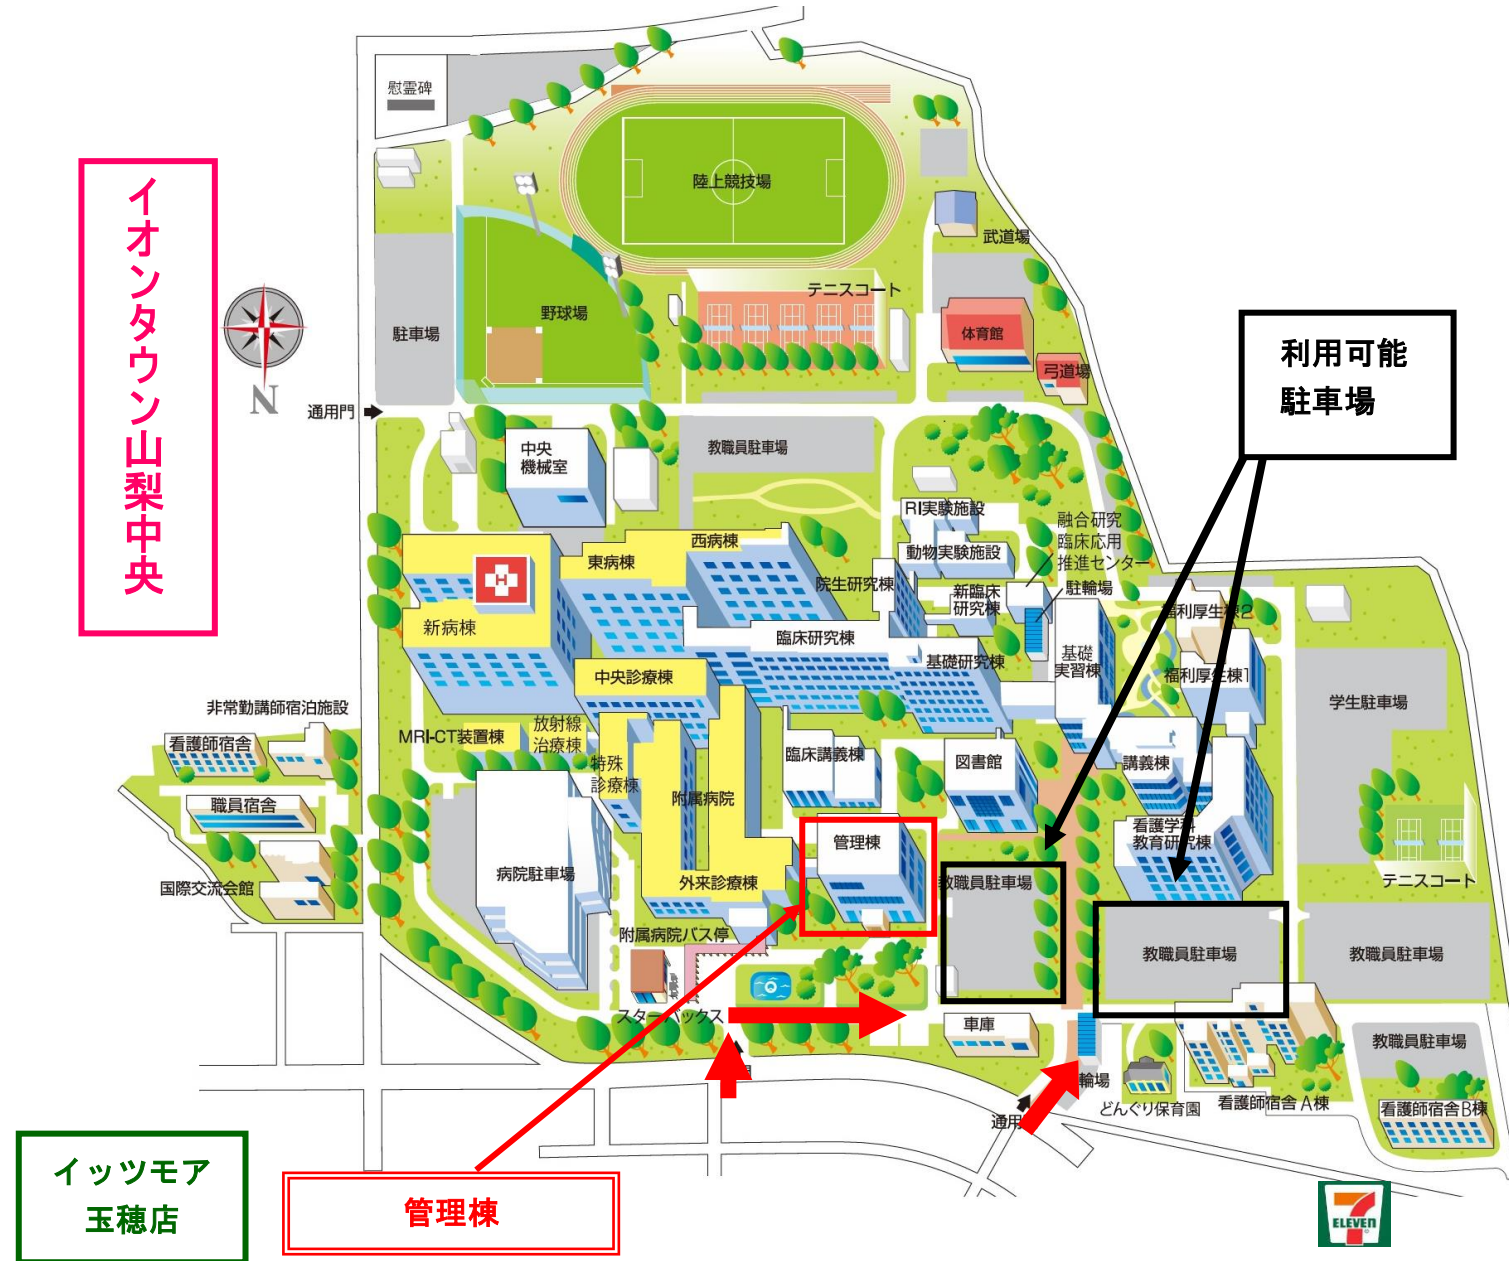 慰霊碑
陸上競技場
武道場
イオンタウン山梨中央
テニスコート
野球場
駐車場
体育館
弓道場
利用可能
駐車場
N
通用門
中央
機械室
教職員駐車場
RI実験施設
融合研究
臨床応用
推進センター
動物実験施設
西病棟
東病棟
H
院生研究棟
新臨床
研究棟
駐輪場
福利厚生棟2
新病棟
臨床研究棟
基礎研究棟
基礎
実習棟
福利厚生棟1
中央診療棟
学生駐車場
非常勤講師宿泊施設
看護師宿舎
MRI-CT装置棟
放射線
治療棟
特殊
診療棟
臨床講義棟
図書館
講義棟
職員宿舎
附属病院
管理棟
看護学科
教育研究棟
国際交流会館
病院駐車場
外来診療棟
教職員駐車場
テニスコート
附属病院バス停
教職員駐車場
教職員駐車場
スターバックス
車庫
教職員駐車場
輪場
通用
どんぐり保育園
看護師宿舎A棟
看護師宿舎B棟
イッツモア
玉穂店
管理棟
7
ELEVEN